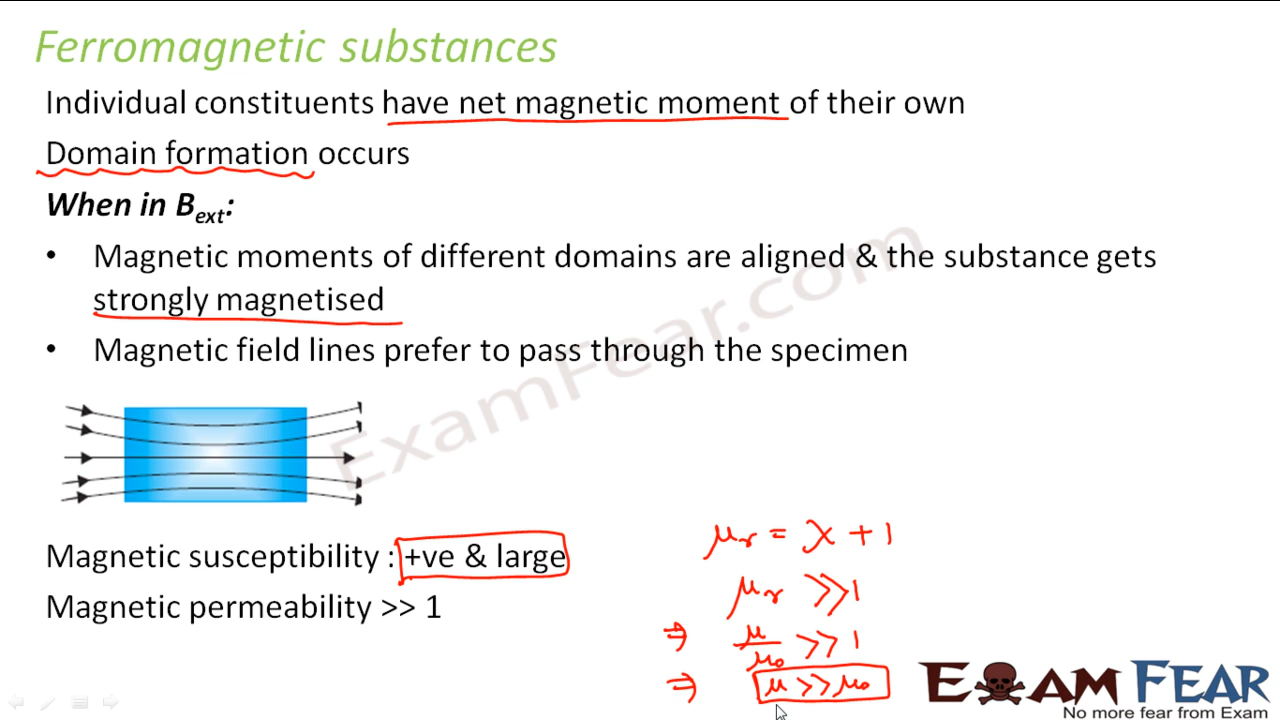 Ferromagnetic substances
Individual constituents have net magnetic moment of their own
Domain formation occurs
When in Bext:
• Magnetic moments of different domains are aligned & the substance gets
strongly magnetised
• Magnetic field lines prefer to pass through the specimen
ExamFear.com
Magnetic susceptibility : +ve & large
Magnetic permeability >> 1
μr = χ + 1
μr >> 1
⇒ μ/μ0 >> 1
⇒ μ >> μ0
EXAM FEAR
No more fear from Exam